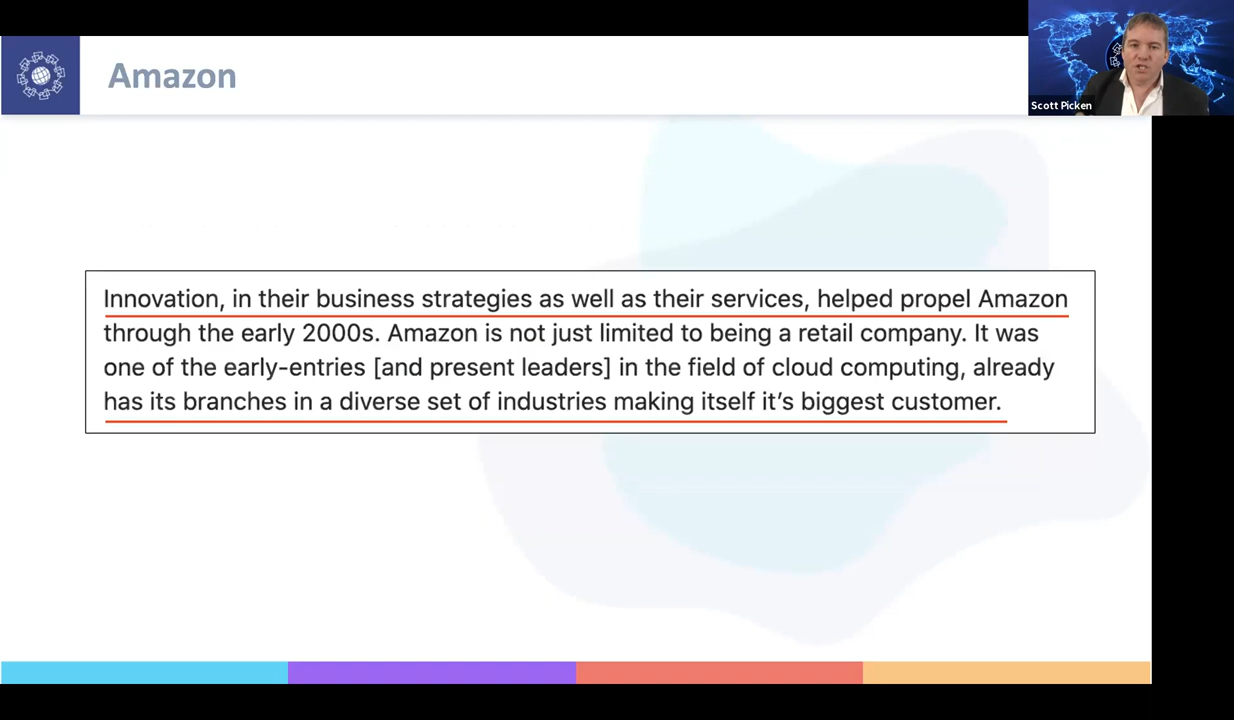 Amazon
Scott Picken
Innovation, in their business strategies as well as their services, helped propel Amazon
through the early 2000s. Amazon is not just limited to being a retail company. It was
one of the early-entries [and present leaders] in the field of cloud computing, already
has its branches in a diverse set of industries making itself it’s biggest customer.